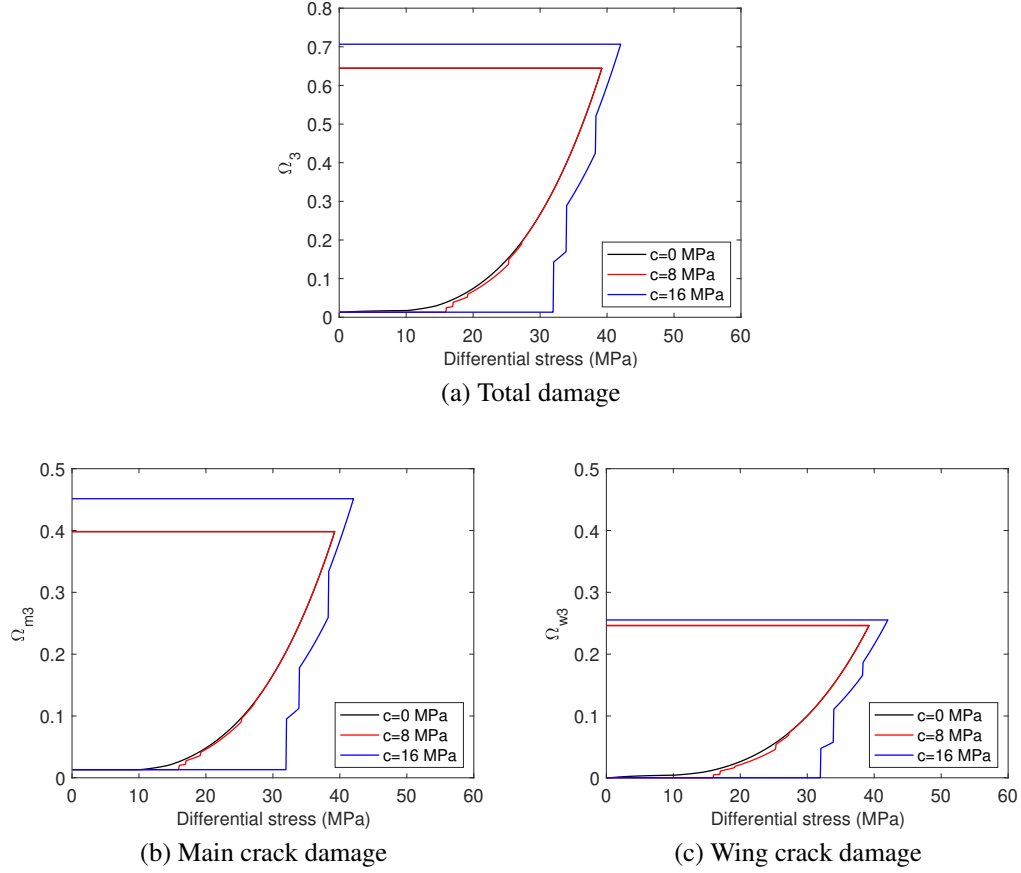 0.8
0.7
0.6
0.5
0.4
0.3
0.2
0.1
0
Ω3
0 10 20 30 40 50 60
Differential stress (MPa)
c=0 MPa
c=8 MPa
c=16 MPa
(a) Total damage
0.5
0.4
0.3
0.2
0.1
0
Ωm3
0 10 20 30 40 50 60
Differential stress (MPa)
c=0 MPa
c=8 MPa
c=16 MPa
(b) Main crack damage
0.5
0.4
0.3
0.2
0.1
0
Ωw3
0 10 20 30 40 50 60
Differential stress (MPa)
c=0 MPa
c=8 MPa
c=16 MPa
(c) Wing crack damage